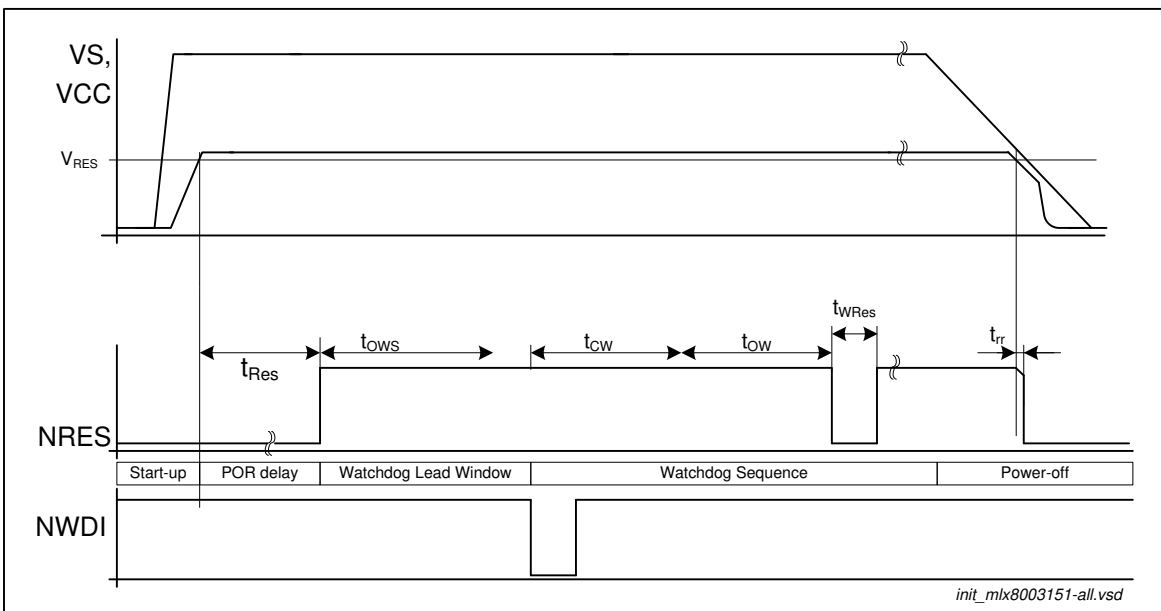 VS,
VCC
VRES
tRes
tOWS
tCW
tOW
tWRes
trr
NRES
Start-up POR delay Watchdog Lead Window Watchdog Sequence Power-off
NWDI
init_mlx8003151-all.vsd